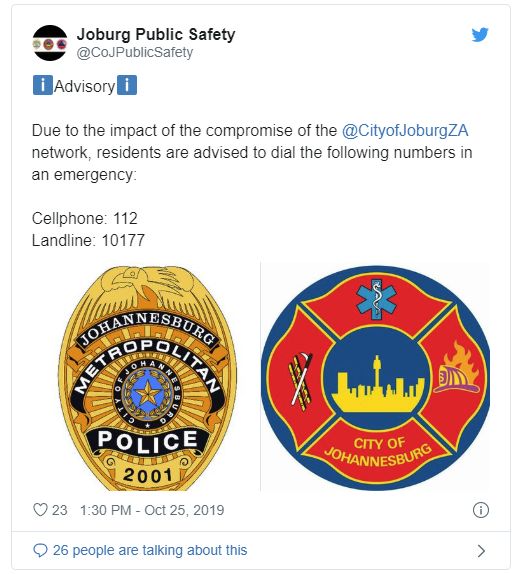 Joburg Public Safety
@CoJPublicSafety
ℹ️Advisoryℹ️
Due to the impact of the compromise of the @CityofJoburgZA
network, residents are advised to dial the following numbers in
an emergency:
Cellphone: 112
Landline: 10177
JOHANNESBURG
METROPOLITAN
CITY OF JOHANNESBURG
POLICE
2001
CITY OF
JOHANNESBURG
23 1:30 PM - Oct 25, 2019
26 people are talking about this